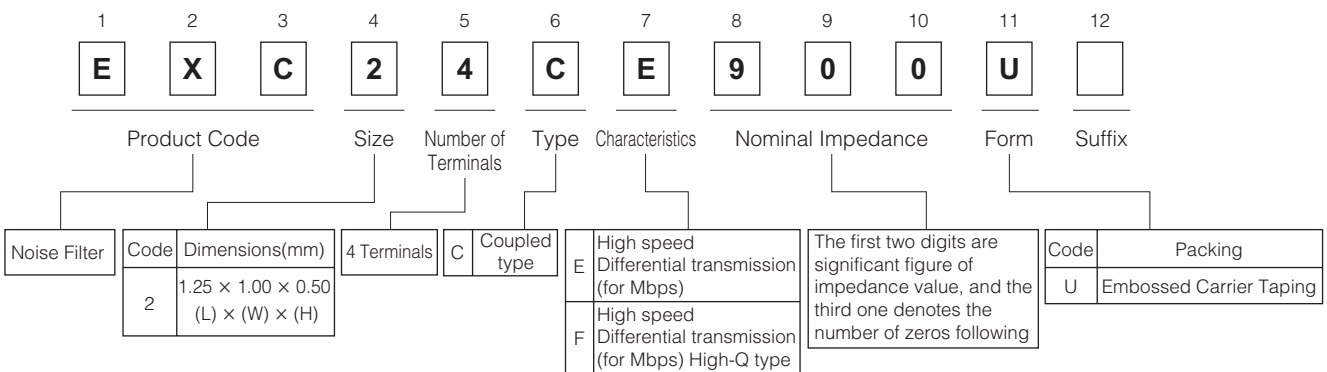 1 2 3 4 5 6 7 8 9 10 11 12
E X C 2 4 C E 9 0 0 U
Product Code Size Number of Terminals Type Characteristics Nominal Impedance Form Suffix
Noise Filter
Code Dimensions(mm)
2 1.25 × 1.00 × 0.50
(L) × (W) × (H)
4 Terminals
C Coupled
type
E High speed
Differential transmission
(for Mbps)
F High speed
Differential transmission
(for Mbps) High-Q type
The first two digits are
significant figure of
impedance value, and the
third one denotes the
number of zeros following
Code Packing
U Embossed Carrier Taping